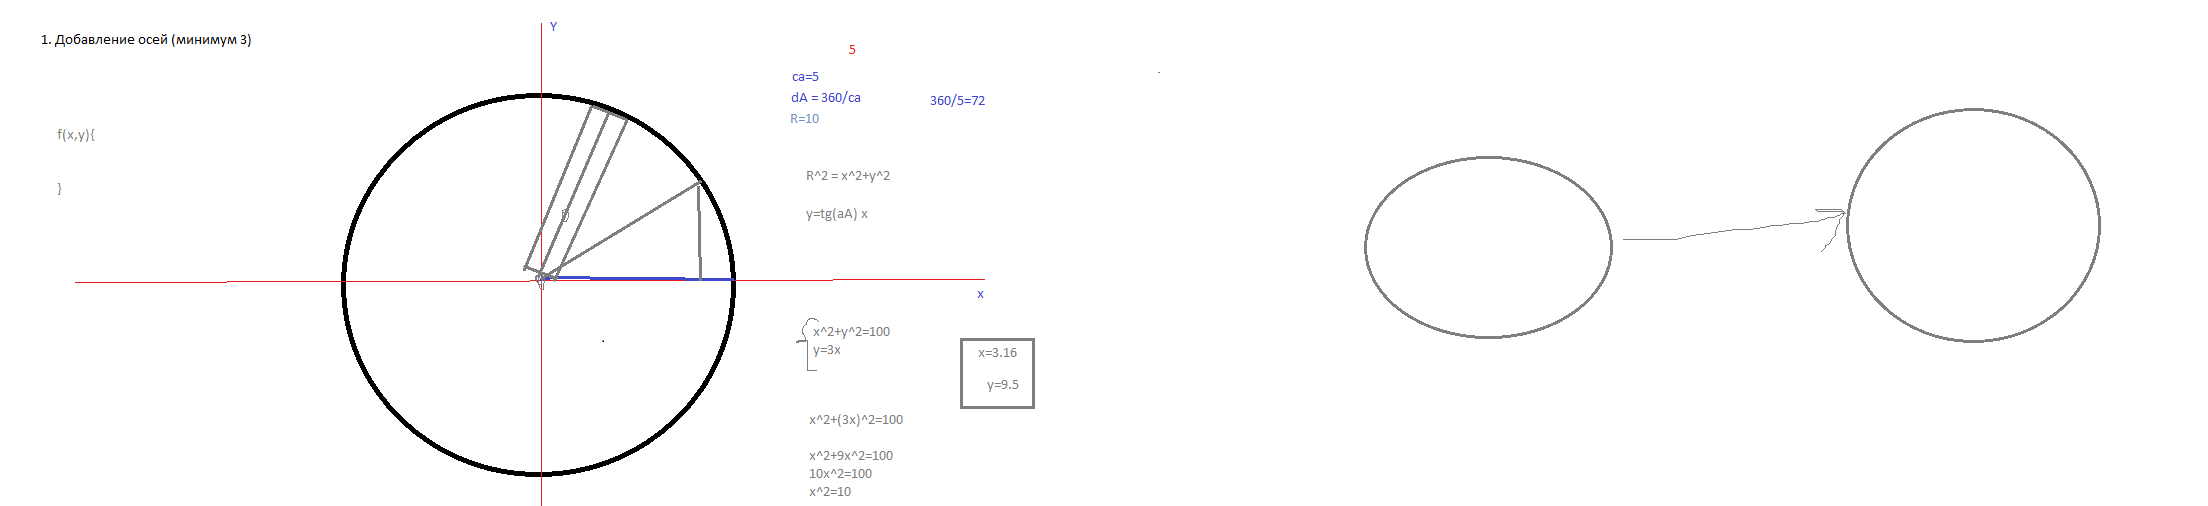 1. Добавление осей (минимум 3)
Y
5
ca=5
dA = 360/ca
360/5=72
R=10
f(x,y){
}
R^2 = x^2+y^2
y=tg(aA) x
x
x^2+y^2=100
y=3x
x=3.16
y=9.5
x^2+(3x)^2=100
x^2+9x^2=100
10x^2=100
x^2=10